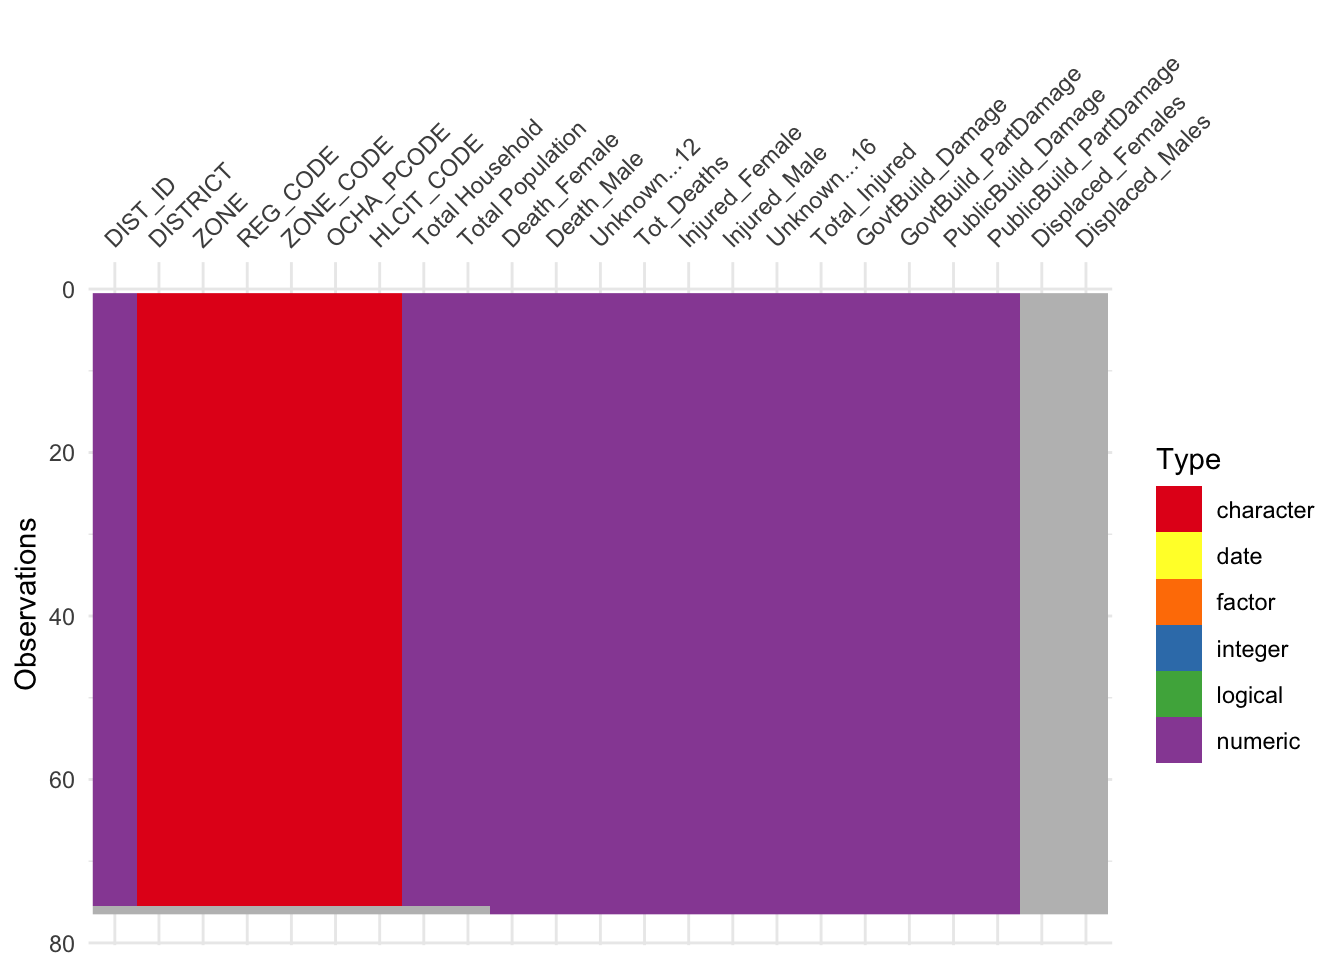 DIST_ID
DISTRICT
ZONE
REG_CODE
ZONE_CODE
OCHA_PCODE
HLCIT_CODE
Total Household
Total Population
Death_Female
Death_Male
Unknown... 12
Tot_Deaths
Injured_Female
Injured_Male
Unknown... 16
Total_Injured
GovtBuild_Damage
GovtBuild_PartDamage
PublicBuild_Damage
PublicBuild_PartDamage
Displaced_Females
Displaced_Males
0
20
40
60
80
Observations
Type
character
date
factor
integer
logical
numeric